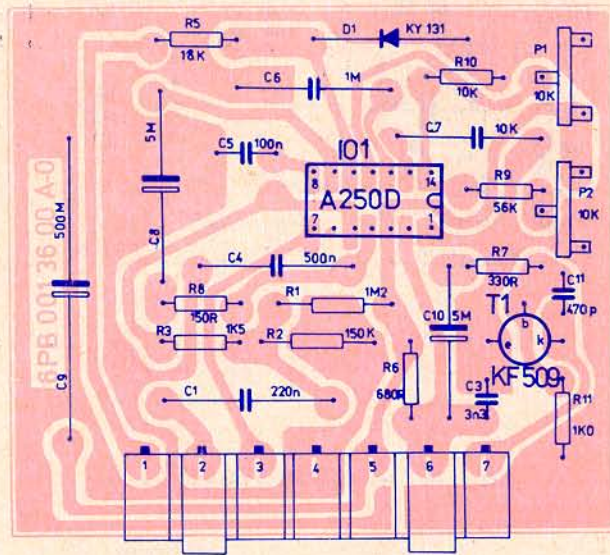 R5
18K
D1 KY 131
P1
10K
C6 1M
R10
10K
5M
C8
C5 100n
C7 10K
IO1
8 14
A250D
7 1
R9
56K
P2
10K
500M
C9
6PB 001 36 00 A-0
C4 500n
R7
330R
C11
470p
R8
150R
R1 1M2
C10 5M
T1
b
e k
KF509
R3 1K5
R2 150K
R6
680R
C3
3n3
R11
1K0
C1 220n
1 2 3 4 5 6 7